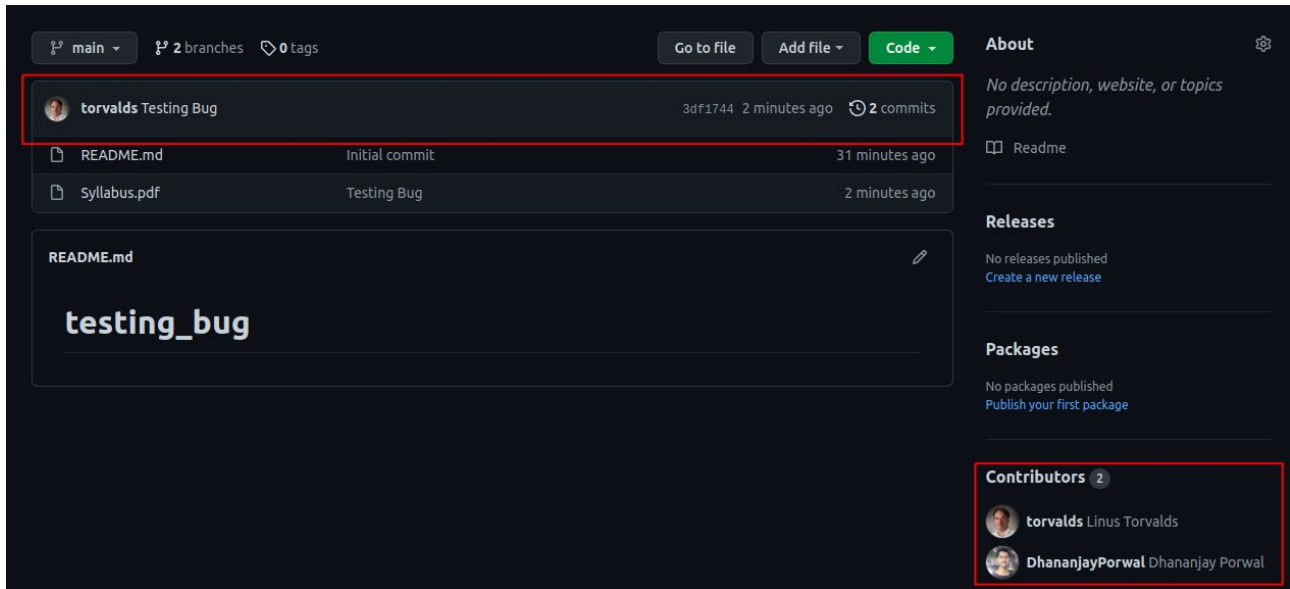 main
2 branches
0 tags
Go to file
Add file
Code
torvalds Testing Bug
3df1744 2 minutes ago
2 commits
README.md Initial commit 31 minutes ago
Syllabus.pdf Testing Bug 2 minutes ago
README.md
testing_bug
About
No description, website, or topics
provided.
Readme
Releases
No releases published
Create a new release
Packages
No packages published
Publish your first package
Contributors 2
torvalds Linus Torvalds
DhananjayPorwal Dhananjay Porwal